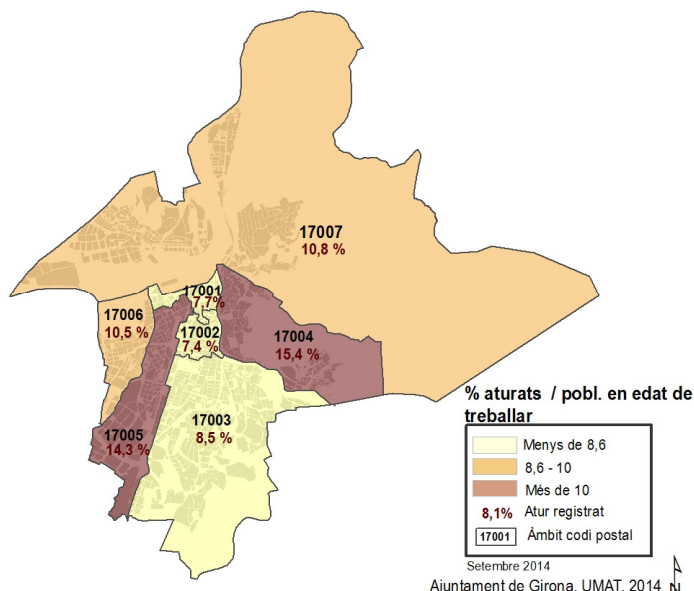 17007
10,8 %
17001
7,7%
17006
10,5 %
17002
7,4 %
17004
15,4 %
17003
8,5 %
17005
14,3 %
% aturats / pobl. en edat de
treballar
Menys de 8,6
8,6 - 10
Més de 10
8,1% Atur registrat
17001 Àmbit codi postal
Setembre 2014
Ajuntament de Girona. UMAT. 2014 N